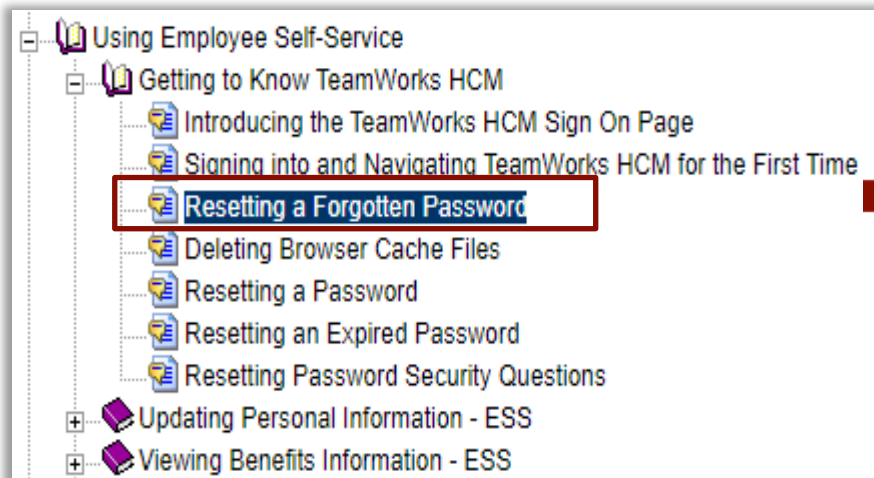 Using Employee Self-Service
Getting to Know TeamWorks HCM
Introducing the TeamWorks HCM Sign On Page
Signing into and Navigating TeamWorks HCM for the First Time
Resetting a Forgotten Password
Deleting Browser Cache Files
Resetting a Password
Resetting an Expired Password
Resetting Password Security Questions
Updating Personal Information - ESS
Viewing Benefits Information - ESS